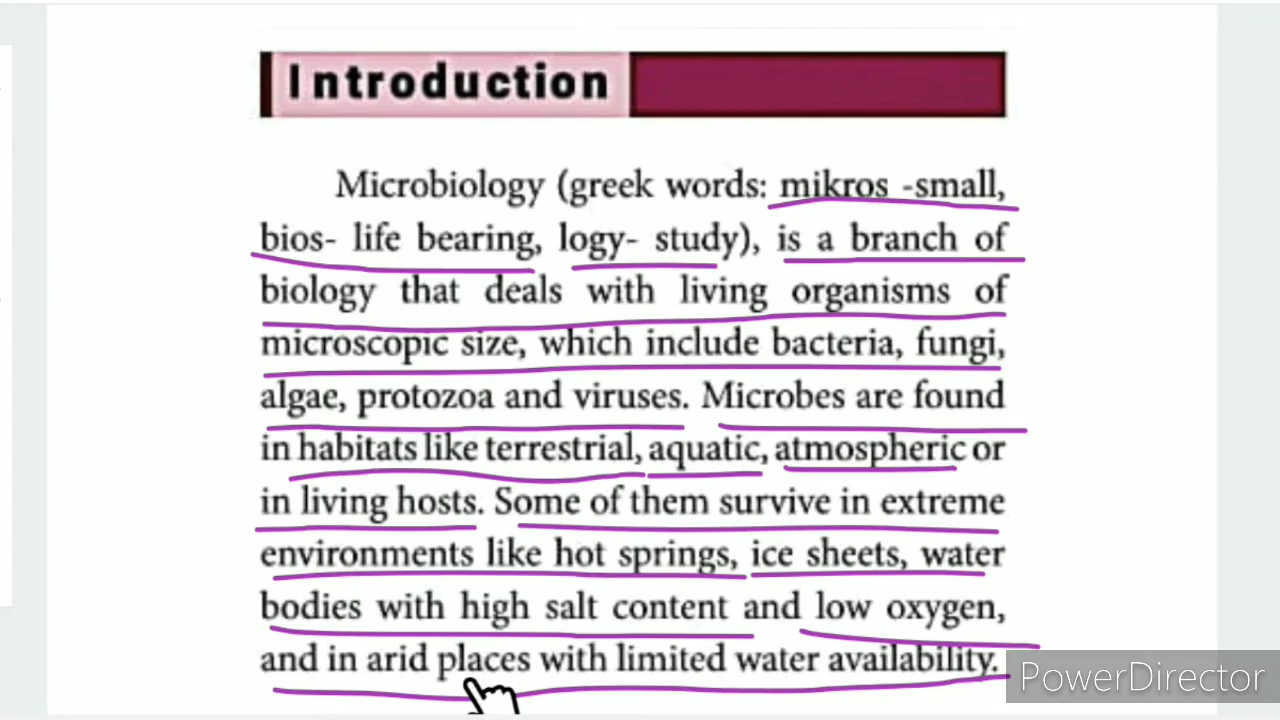 Introduction
Microbiology (greek words: mikros -small,
bios- life bearing, logy- study), is a branch of
biology that deals with living organisms of
microscopic size, which include bacteria, fungi,
algae, protozoa and viruses. Microbes are found
in habitats like terrestrial, aquatic, atmospheric or
in living hosts. Some of them survive in extreme
environments like hot springs, ice sheets, water
bodies with high salt content and low oxygen,
and in arid places with limited water availability.
PowerDirector